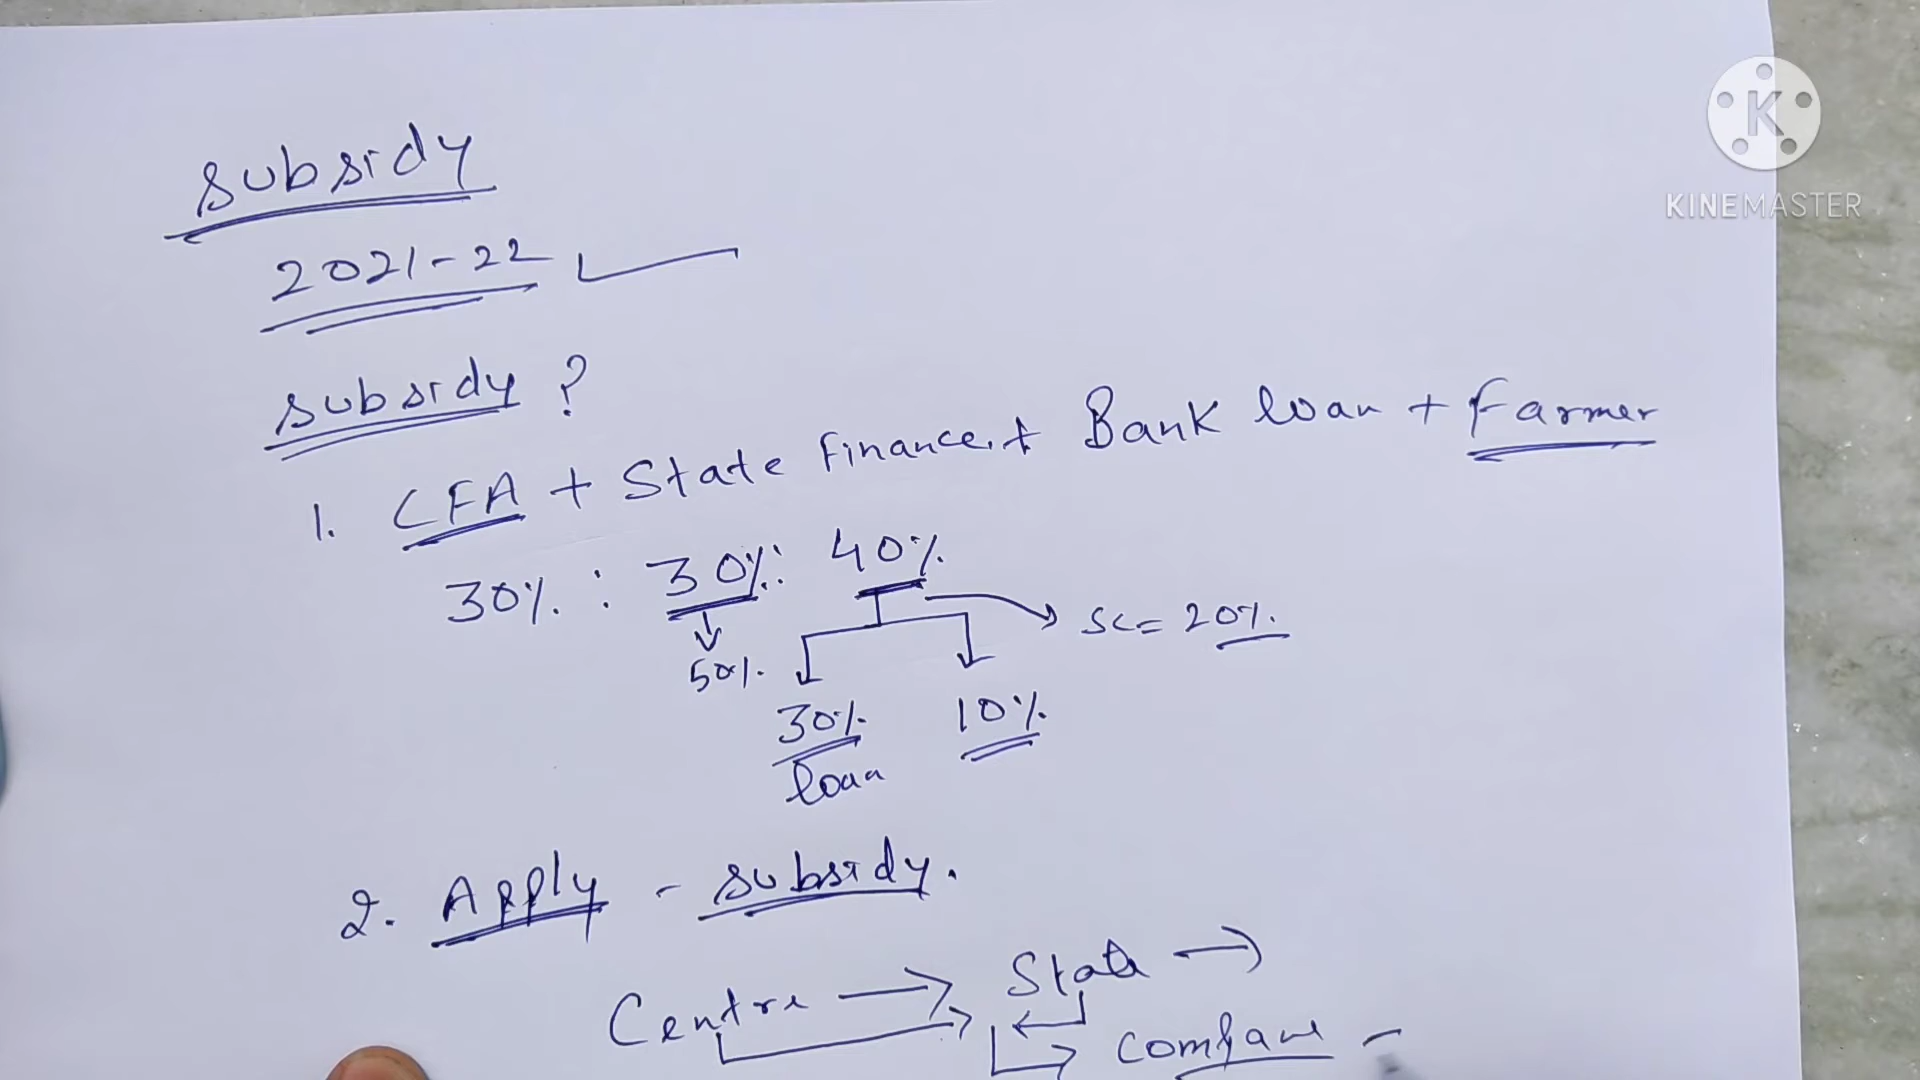 subsidy
2021-22
subsidy ?
1. CFA + State Finance + Bank loan + Farmer
30% : 30% : 40%
50%
SC = 20%
30% 10%
loan
2. Apply - subsidy.
Centre → State →
K
KINEMASTER